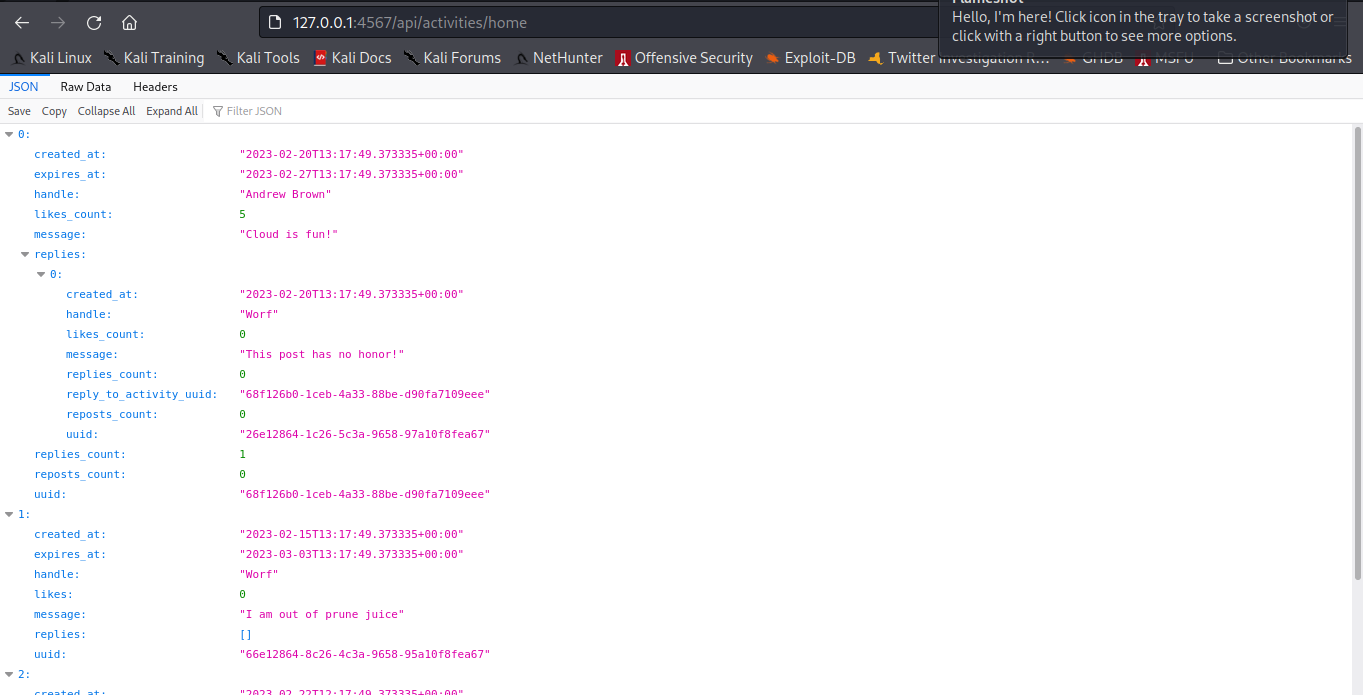 Flameshot
127.0.0.1:4567/api/activities/home
Hello, I'm here! Click icon in the tray to take a screenshot or
click with a right button to see more options.
Kali Linux Kali Training Kali Tools Kali Docs Kali Forums NetHunter Offensive Security Exploit-DB Twitter Investigation R... GHDB MSFU Other Bookmarks
JSON Raw Data Headers
Save Copy Collapse All Expand All Filter JSON
0:
created_at: "2023-02-20T13:17:49.373335+00:00"
expires_at: "2023-02-27T13:17:49.373335+00:00"
handle: "Andrew Brown"
likes_count: 5
message: "Cloud is fun!"
replies:
0:
created_at: "2023-02-20T13:17:49.373335+00:00"
handle: "Worf"
likes_count: 0
message: "This post has no honor!"
replies_count: 0
reply_to_activity_uuid: "68f126b0-1ceb-4a33-88be-d90fa7109eee"
reposts_count: 0
uuid: "26e12864-1c26-5c3a-9658-97a10f8fea67"
replies_count: 1
reposts_count: 0
uuid: "68f126b0-1ceb-4a33-88be-d90fa7109eee"
1:
created_at: "2023-02-15T13:17:49.373335+00:00"
expires_at: "2023-03-03T13:17:49.373335+00:00"
handle: "Worf"
likes: 0
message: "I am out of prune juice"
replies: []
uuid: "66e12864-8c26-4c3a-9658-95a10f8fea67"
2:
created_at: "2023-02-22T12:17:49.373335+00:00"